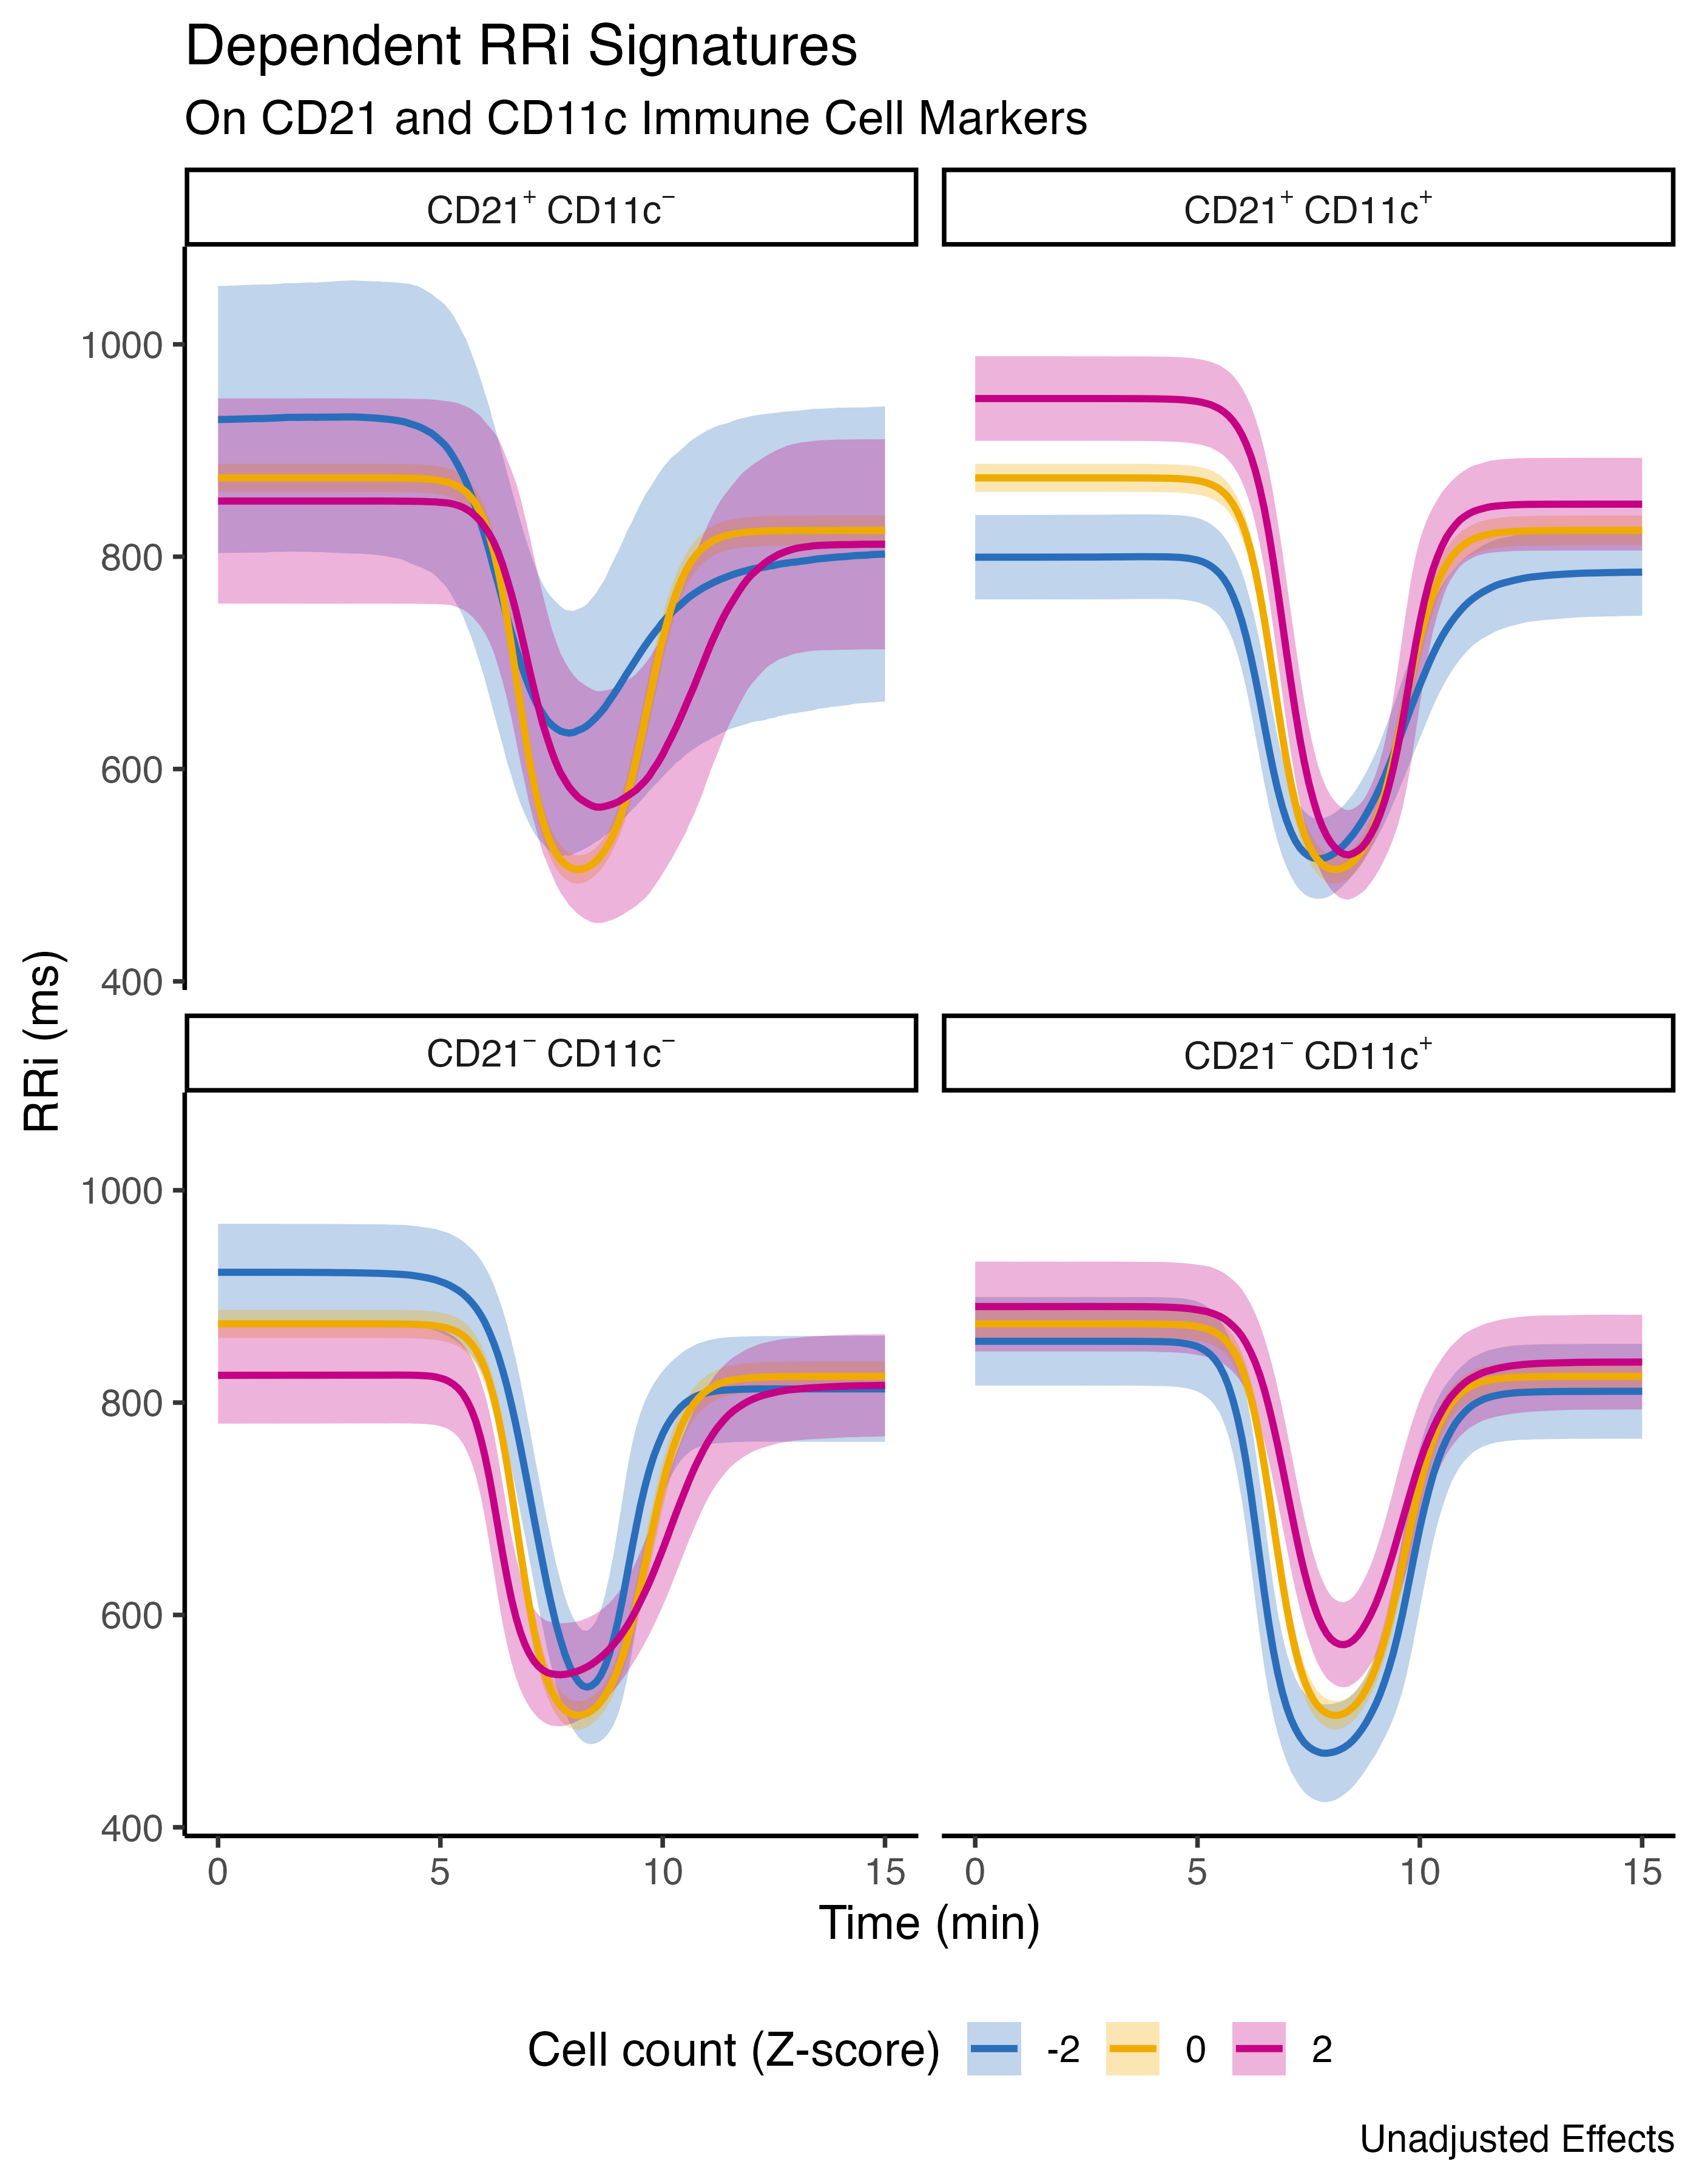 Dependent RRi Signatures
On CD21 and CD11c Immune Cell Markers
CD21⁺ CD11c⁻
CD21⁺ CD11c⁺
1000
800
600
400
RRi (ms)
CD21⁻ CD11c⁻
CD21⁻ CD11c⁺
1000
800
600
400
0 5 10 15 0 5 10 15
Time (min)
Cell count (Z-score) -2 0 2
Unadjusted Effects